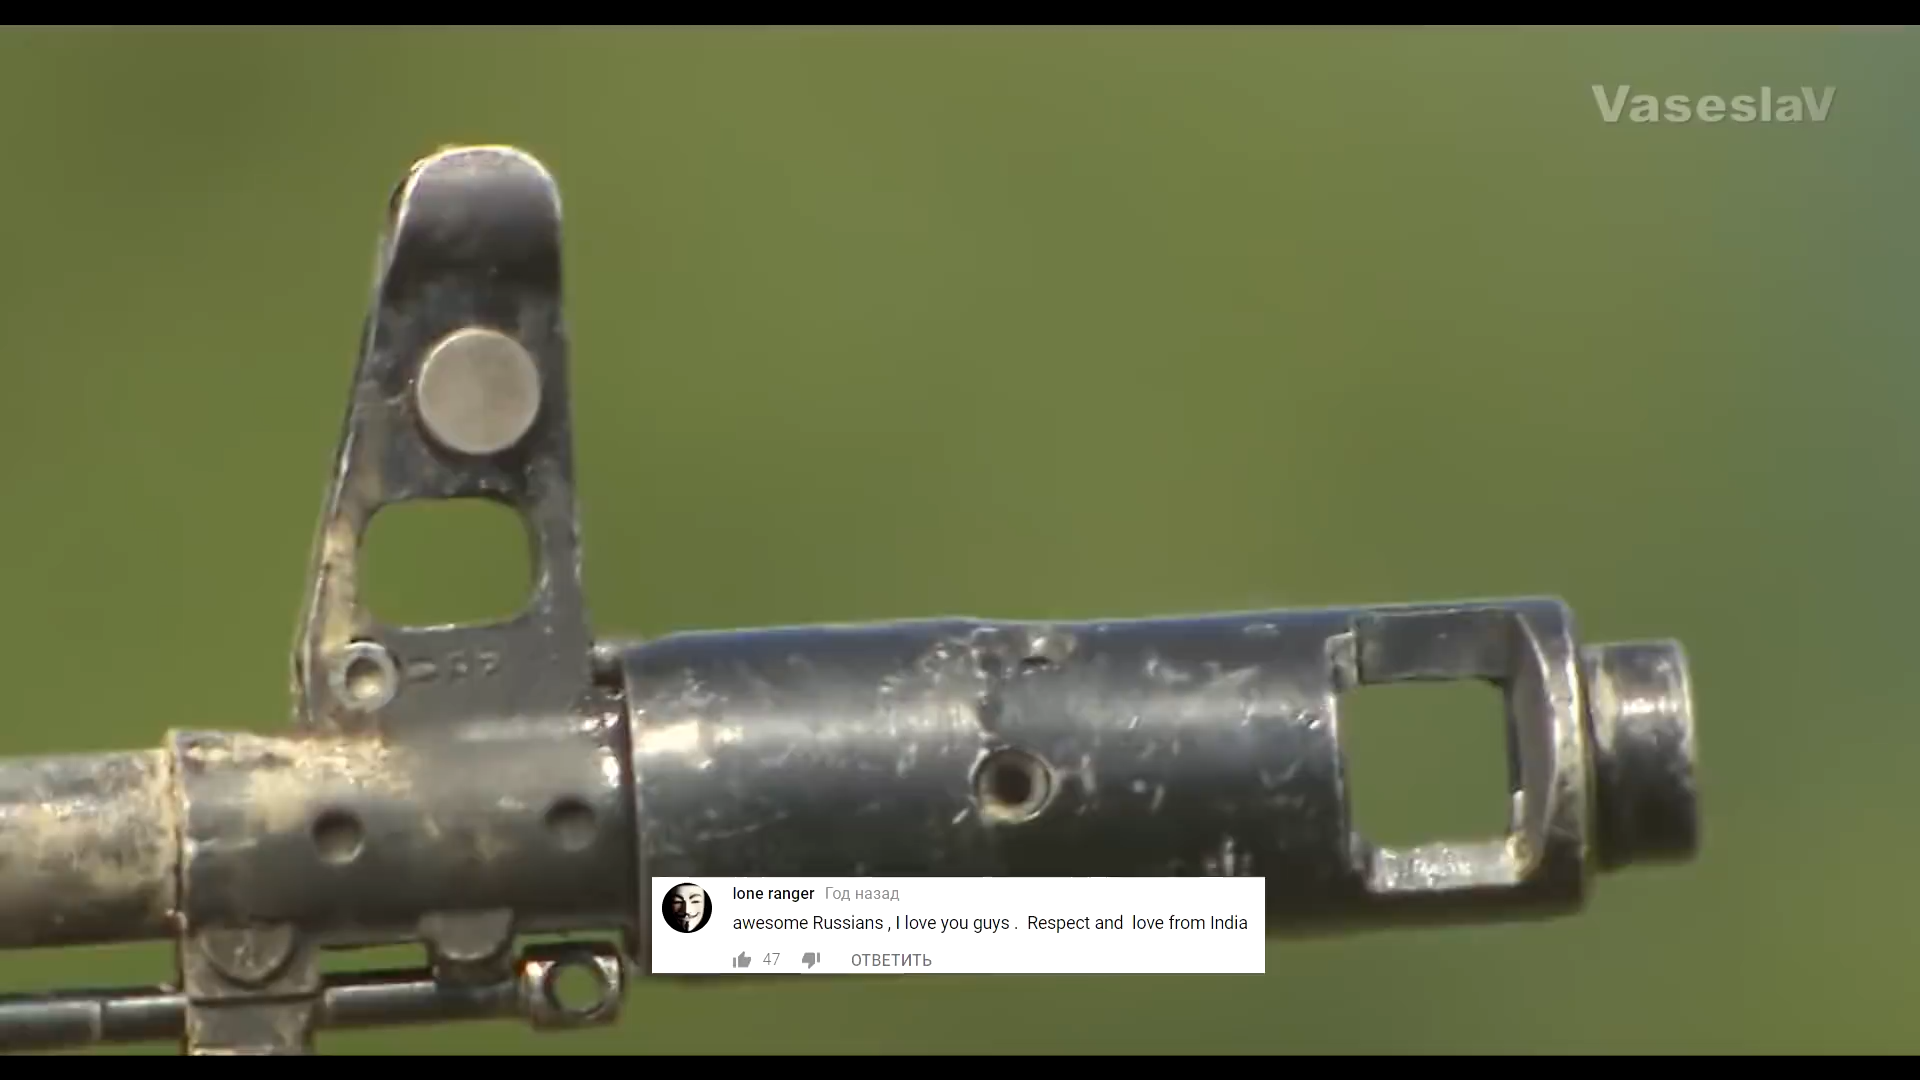 VaseslaV
lone ranger Год назад
awesome Russians , I love you guys . Respect and love from India
47 ОТВЕТИТЬ